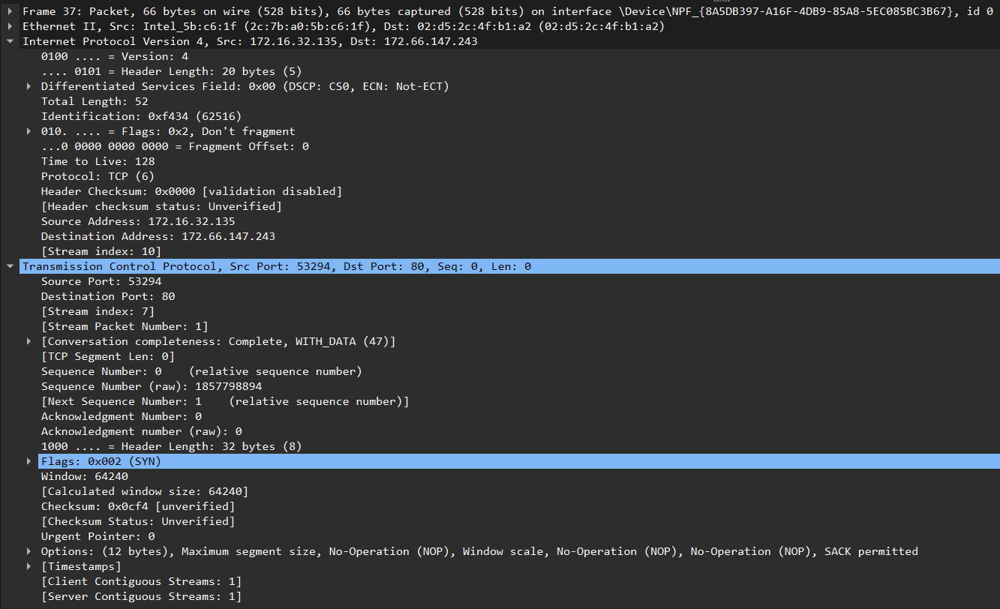 Frame 37: Packet, 66 bytes on wire (528 bits), 66 bytes captured (528 bits) on interface \Device\NPF_{8A5DB397-A16F-4DB9-85A8-5EC085BC3B67}, id 0
Ethernet II, Src: Intel_5b:c6:1f (2c:7b:a0:5b:c6:1f), Dst: 02:d5:2c:4f:b1:a2 (02:d5:2c:4f:b1:a2)
Internet Protocol Version 4, Src: 172.16.32.135, Dst: 172.66.147.243
0100 .... = Version: 4
.... 0101 = Header Length: 20 bytes (5)
Differentiated Services Field: 0x00 (DSCP: CS0, ECN: Not-ECT)
Total Length: 52
Identification: 0xf434 (62516)
010. .... = Flags: 0x2, Don't fragment
...0 0000 0000 0000 = Fragment Offset: 0
Time to Live: 128
Protocol: TCP (6)
Header Checksum: 0x0000 [validation disabled]
[Header checksum status: Unverified]
Source Address: 172.16.32.135
Destination Address: 172.66.147.243
[Stream index: 10]
Transmission Control Protocol, Src Port: 53294, Dst Port: 80, Seq: 0, Len: 0
Source Port: 53294
Destination Port: 80
[Stream index: 7]
[Stream Packet Number: 1]
[Conversation completeness: Complete, WITH_DATA (47)]
[TCP Segment Len: 0]
Sequence Number: 0    (relative sequence number)
Sequence Number (raw): 1857798894
[Next Sequence Number: 1    (relative sequence number)]
Acknowledgment Number: 0
Acknowledgment number (raw): 0
1000 .... = Header Length: 32 bytes (8)
Flags: 0x002 (SYN)
Window: 64240
[Calculated window size: 64240]
Checksum: 0x0cf4 [unverified]
[Checksum Status: Unverified]
Urgent Pointer: 0
Options: (12 bytes), Maximum segment size, No-Operation (NOP), Window scale, No-Operation (NOP), No-Operation (NOP), SACK permitted
[Timestamps]
[Client Contiguous Streams: 1]
[Server Contiguous Streams: 1]